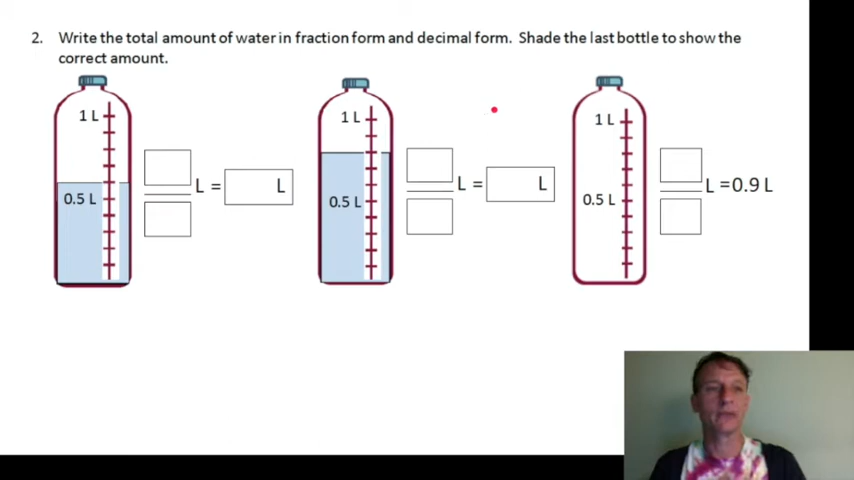 2. Write the total amount of water in fraction form and decimal form. Shade the last bottle to show the
correct amount.
1 L
0.5 L
L =
L
1 L
0.5 L
L =
L
1 L
0.5 L
L =0.9 L